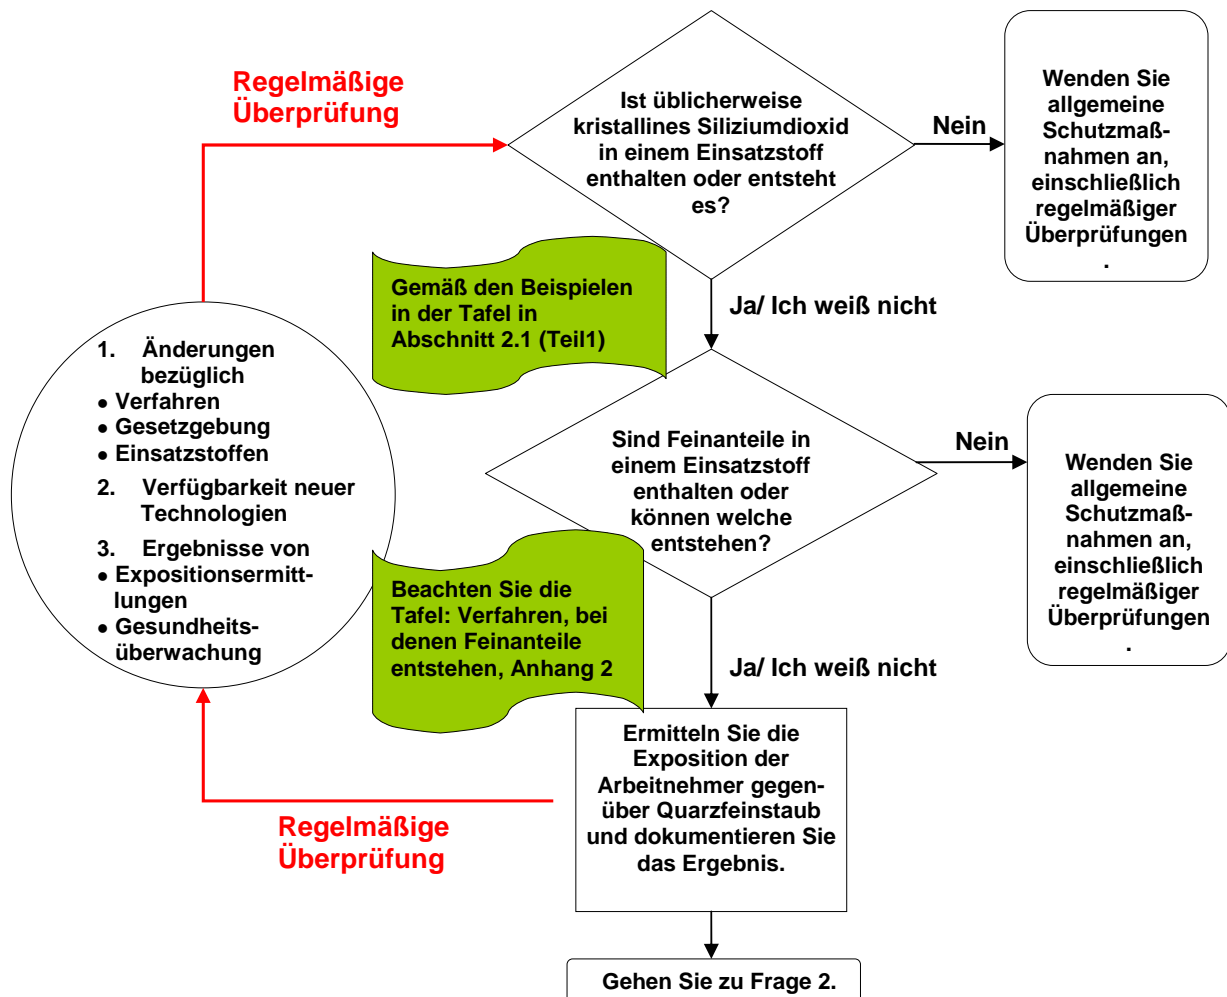 Regelmäßige
Überprüfung
Ist üblicherweise
kristallines Siliziumdioxid
in einem Einsatzstoff
enthalten oder entsteht
es?
Nein
Wenden Sie
allgemeine
Schutzmaß-
nahmen an,
einschließlich
regelmäßiger
Überprüfungen
.
Gemäß den Beispielen
in der Tafel in
Abschnitt 2.1 (Teil1)
Ja/ Ich weiß nicht
1. Änderungen
bezüglich
● Verfahren
● Gesetzgebung
● Einsatzstoffen
2. Verfügbarkeit neuer
Technologien
3. Ergebnisse von
● Expositionsermitt-
lungen
● Gesundheits-
überwachung
Sind Feinanteile in
einem Einsatzstoff
enthalten oder
können welche
entstehen?
Nein
Wenden Sie
allgemeine
Schutzmaß-
nahmen an,
einschließlich
regelmäßiger
Überprüfungen
.
Beachten Sie die
Tafel: Verfahren, bei
denen Feinanteile
entstehen, Anhang 2
Ja/ Ich weiß nicht
Ermitteln Sie die
Exposition der
Arbeitnehmer gegen-
über Quarzfeinstaub
und dokumentieren Sie
das Ergebnis.
Regelmäßige
Überprüfung
Gehen Sie zu Frage 2.